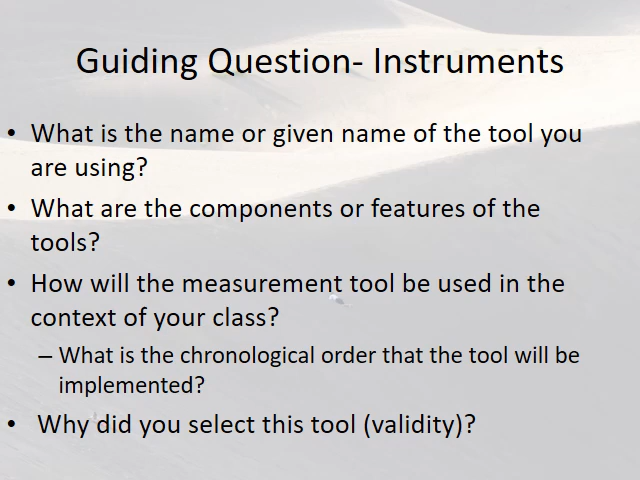 Guiding Question- Instruments
• What is the name or given name of the tool you
are using?
• What are the components or features of the
tools?
• How will the measurement tool be used in the
context of your class?
– What is the chronological order that the tool will be
implemented?
• Why did you select this tool (validity)?